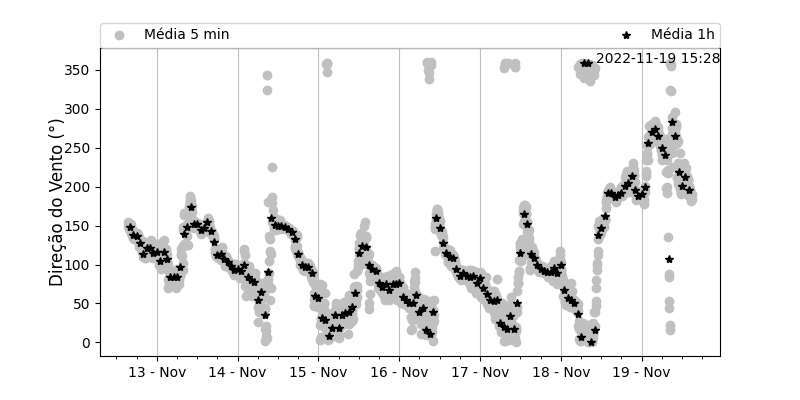 Média 5 min
Média 1h
2022-11-19 15:28
Direção do Vento (°)
350
300
250
200
150
100
50
0
13 - Nov
14 - Nov
15 - Nov
16 - Nov
17 - Nov
18 - Nov
19 - Nov